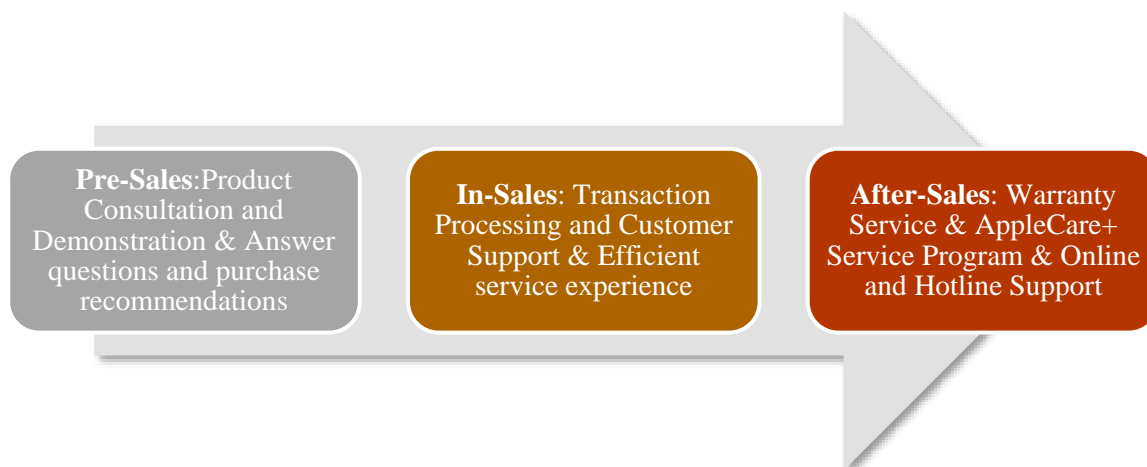 Pre-Sales:Product
Consultation and
Demonstration & Answer
questions and purchase
recommendations
In-Sales: Transaction
Processing and Customer
Support & Efficient
service experience
After-Sales: Warranty
Service & AppleCare+
Service Program & Online
and Hotline Support